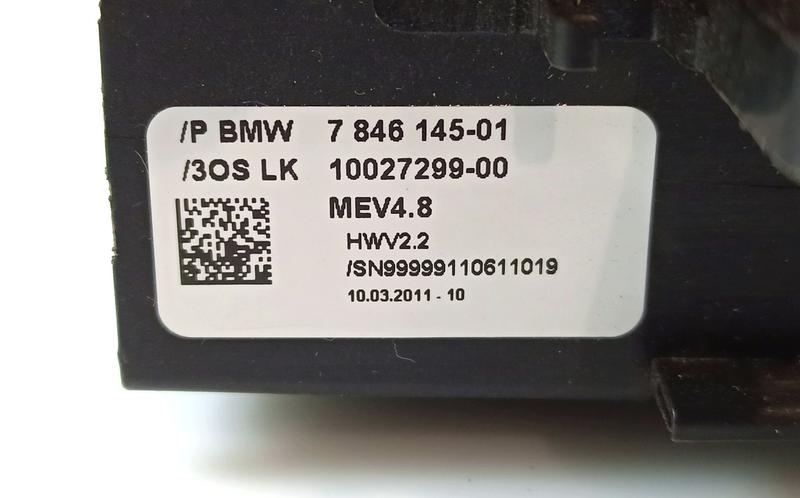 /P BMW 7 846 145-01
/3OS LK 10027299-00
MEV4.8
HWV2.2
/SN99999110611019
10.03.2011 - 10